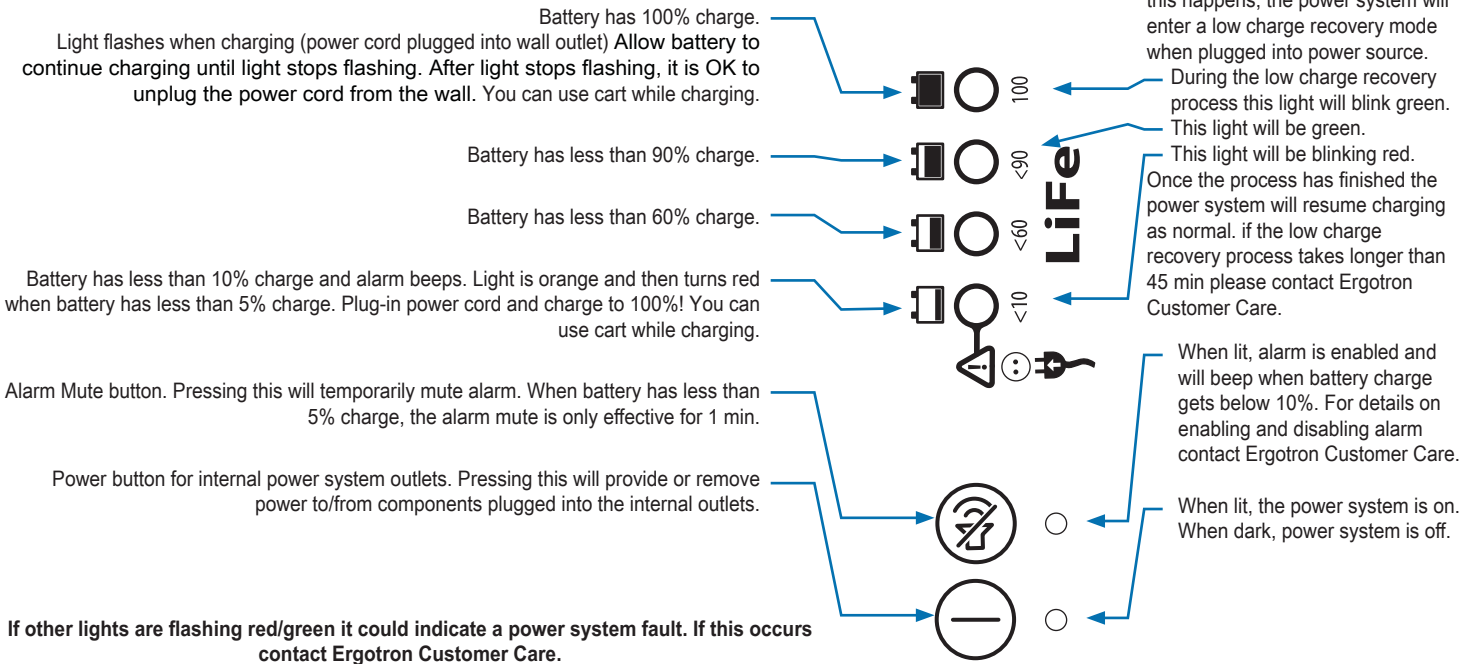 Battery has 100% charge.
Light flashes when charging (power cord plugged into wall outlet) Allow battery to
continue charging until light stops flashing. After light stops flashing, it is OK to
unplug the power cord from the wall. You can use cart while charging.
Battery has less than 90% charge.
Battery has less than 60% charge.
Battery has less than 10% charge and alarm beeps. Light is orange and then turns red
when battery has less than 5% charge. Plug-in power cord and charge to 100%! You can
use cart while charging.
Alarm Mute button. Pressing this will temporarily mute alarm. When battery has less than
5% charge, the alarm mute is only effective for 1 min.
Power button for internal power system outlets. Pressing this will provide or remove
power to/from components plugged into the internal outlets.
If other lights are flashing red/green it could indicate a power system fault. If this occurs
contact Ergotron Customer Care.
100
<90
<60
<10
LiFe
this happens, the power system will
enter a low charge recovery mode
when plugged into power source.
During the low charge recovery
process this light will blink green.
This light will be green.
This light will be blinking red.
Once the process has finished the
power system will resume charging
as normal. if the low charge
recovery process takes longer than
45 min please contact Ergotron
Customer Care.
When lit, alarm is enabled and
will beep when battery charge
gets below 10%. For details on
enabling and disabling alarm
contact Ergotron Customer Care.
When lit, the power system is on.
When dark, power system is off.